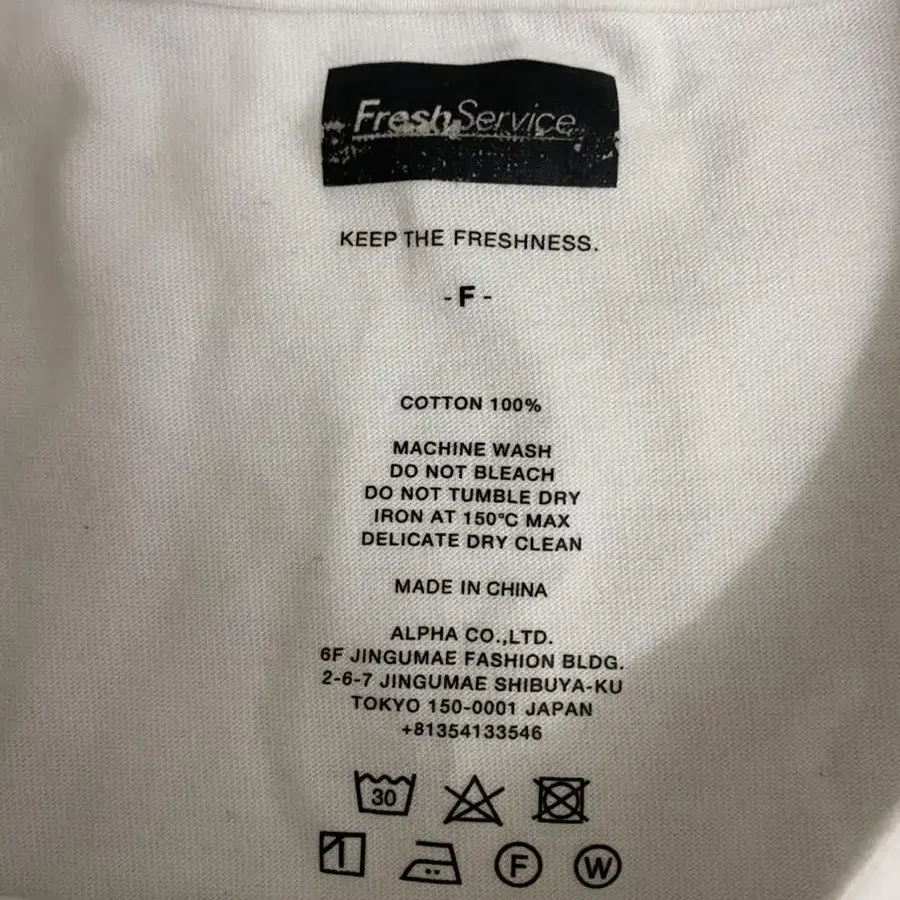 FreshService
KEEP THE FRESHNESS.
- F -
COTTON 100%
MACHINE WASH
DO NOT BLEACH
DO NOT TUMBLE DRY
IRON AT 150°C MAX
DELICATE DRY CLEAN
MADE IN CHINA
ALPHA CO.,LTD.
6F JINGUMAE FASHION BLDG.
2-6-7 JINGUMAE SHIBUYA-KU
TOKYO 150-0001 JAPAN
+81354133546
30
F W